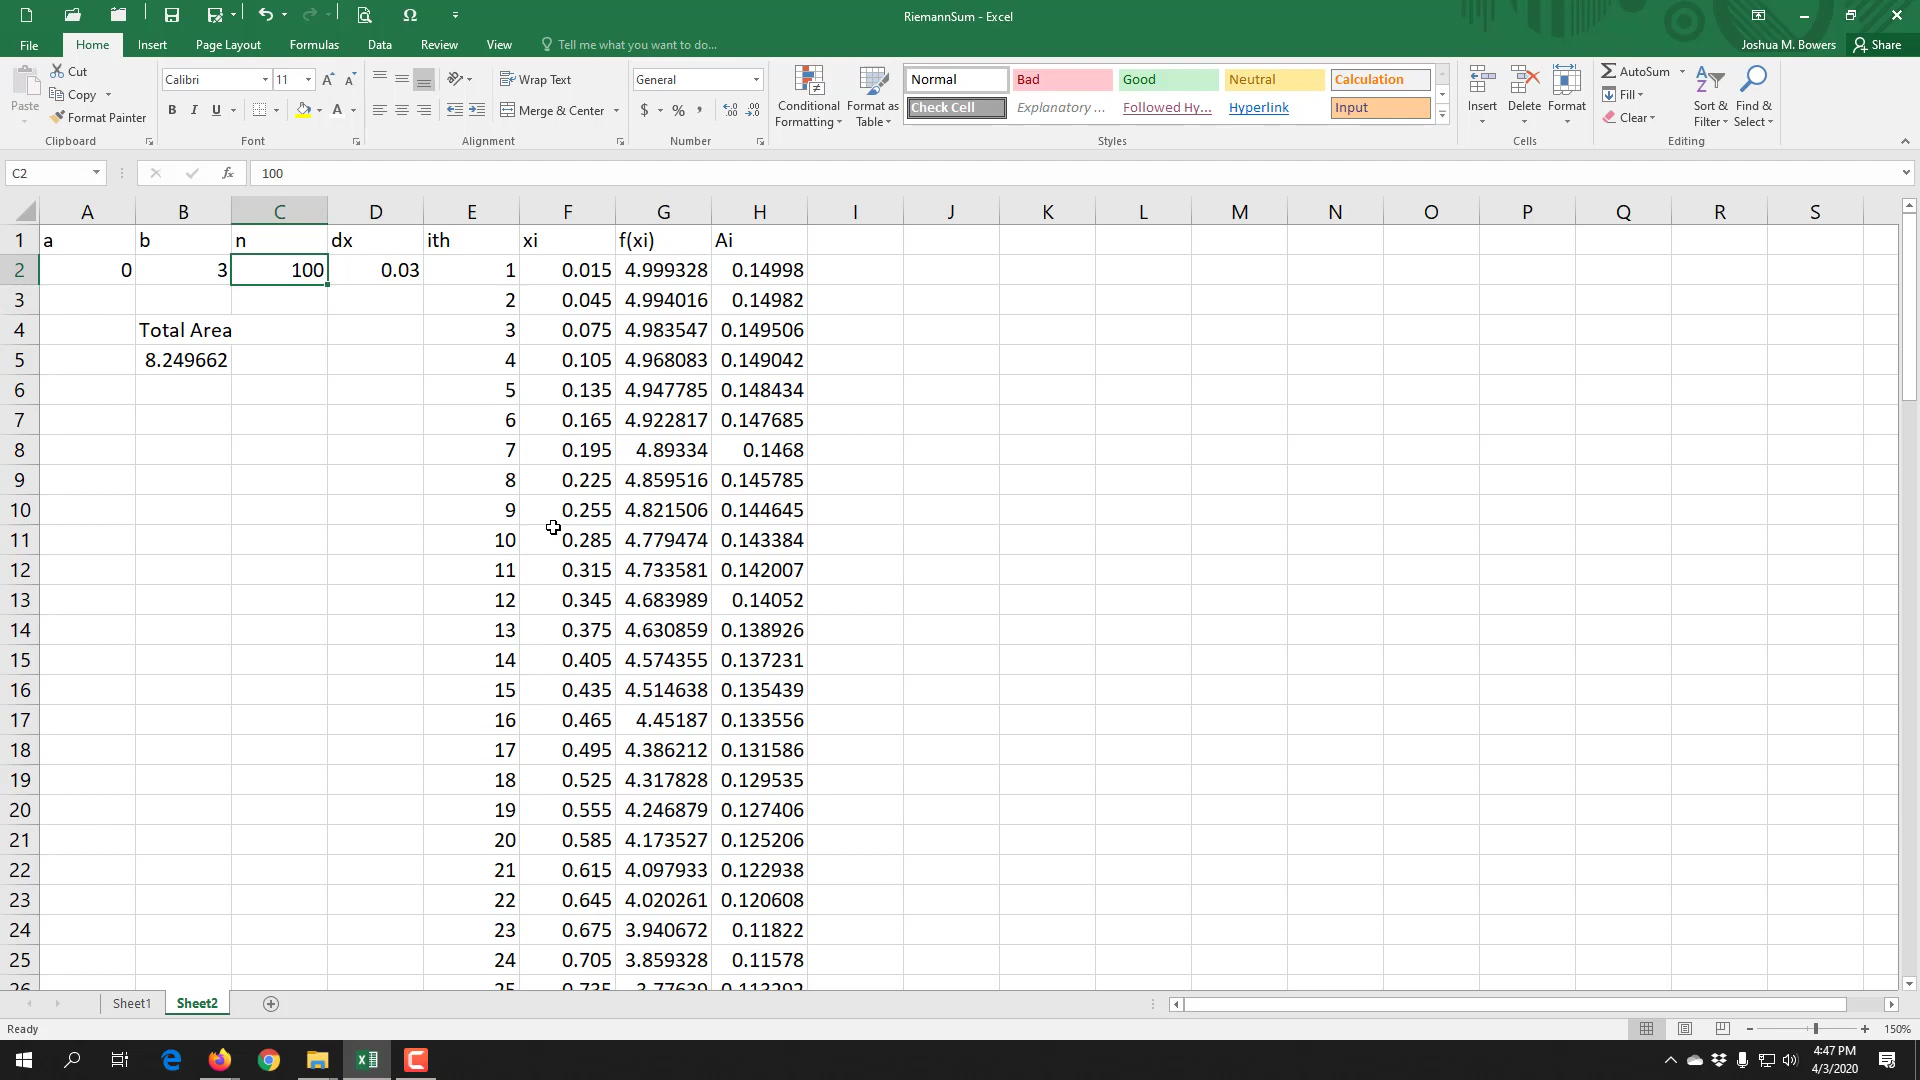 RiemannSum - Excel
File Home Insert Page Layout Formulas Data Review View Tell me what you want to do... Joshua M. Bowers Share
Paste Cut Calibri 11 Wrap Text General Conditional Formatting Format as Table Normal Bad Good Neutral Calculation Insert Delete Format AutoSum Sort & Filter Find & Select
Copy Merge & Center Check Cell Explanatory ... Followed Hy... Hyperlink Input Fill
Format Painter Clear
Clipboard Font Alignment Number Styles Cells Editing
C2 fx 100
A B C D E F G H I J K L M N O P Q R S
1 a b n dx ith xi f(xi) Ai
2 0 3 100 0.03 1 0.015 4.999328 0.14998
3 2 0.045 4.994016 0.14982
4 Total Area 3 0.075 4.983547 0.149506
5 8.249662 4 0.105 4.968083 0.149042
6 5 0.135 4.947785 0.148434
7 6 0.165 4.922817 0.147685
8 7 0.195 4.89334 0.1468
9 8 0.225 4.859516 0.145785
10 9 0.255 4.821506 0.144645
11 10 0.285 4.779474 0.143384
12 11 0.315 4.733581 0.142007
13 12 0.345 4.683989 0.14052
14 13 0.375 4.630859 0.138926
15 14 0.405 4.574355 0.137231
16 15 0.435 4.514638 0.135439
17 16 0.465 4.45187 0.133556
18 17 0.495 4.386212 0.131586
19 18 0.525 4.317828 0.129535
20 19 0.555 4.246879 0.127406
21 20 0.585 4.173527 0.125206
22 21 0.615 4.097933 0.122938
23 22 0.645 4.020261 0.120608
24 23 0.675 3.940672 0.11822
25 24 0.705 3.859328 0.11578
26 25 0.735 3.77639 0.113292
Sheet1 Sheet2
Ready 150%
4:47 PM
4/3/2020